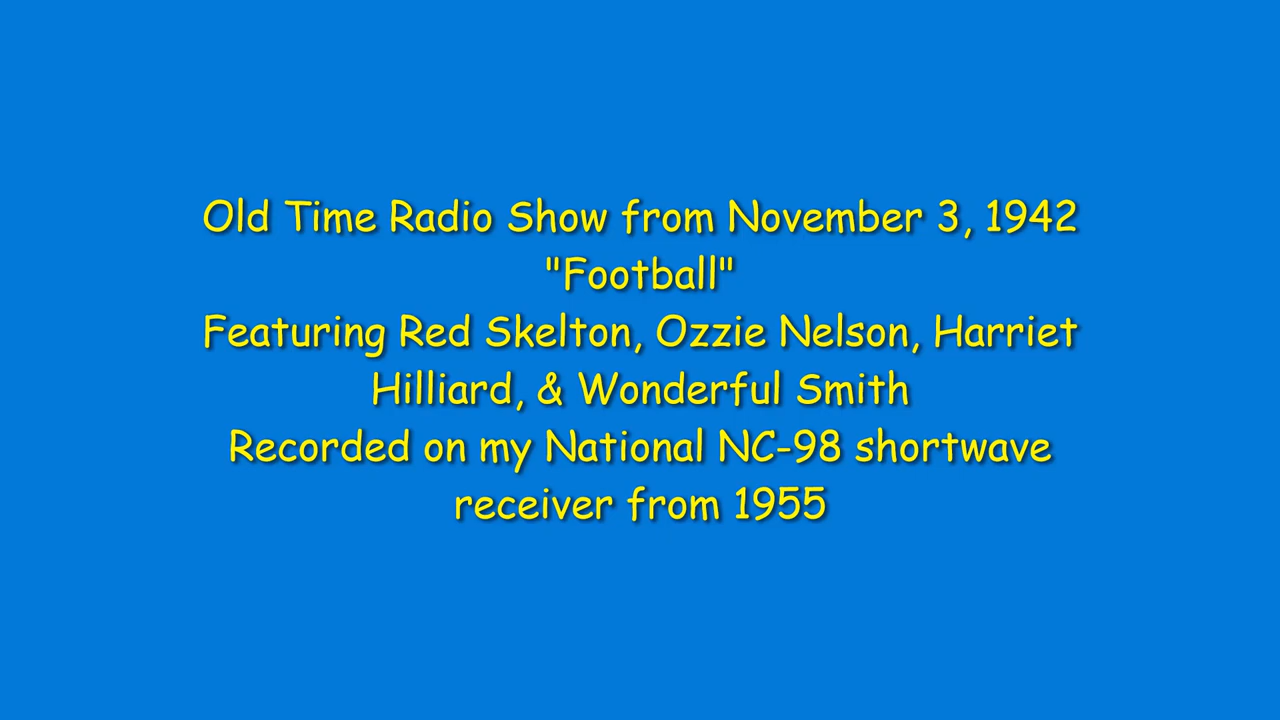 Old Time Radio Show from November 3, 1942
"Football"
Featuring Red Skelton, Ozzie Nelson, Harriet
Hilliard, & Wonderful Smith
Recorded on my National NC-98 shortwave
receiver from 1955